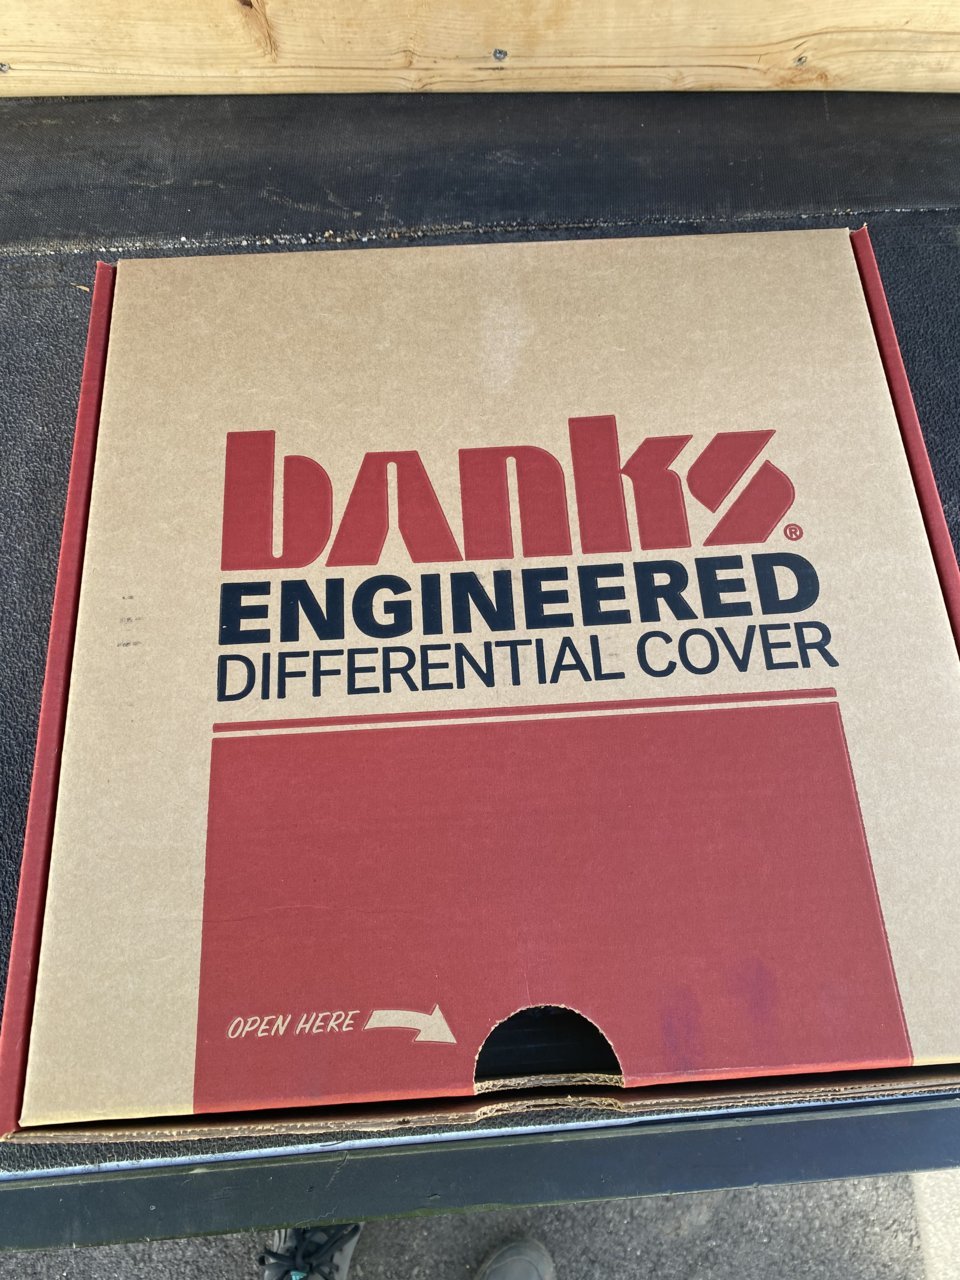 banks®
ENGINEERED
DIFFERENTIAL COVER
OPEN HERE